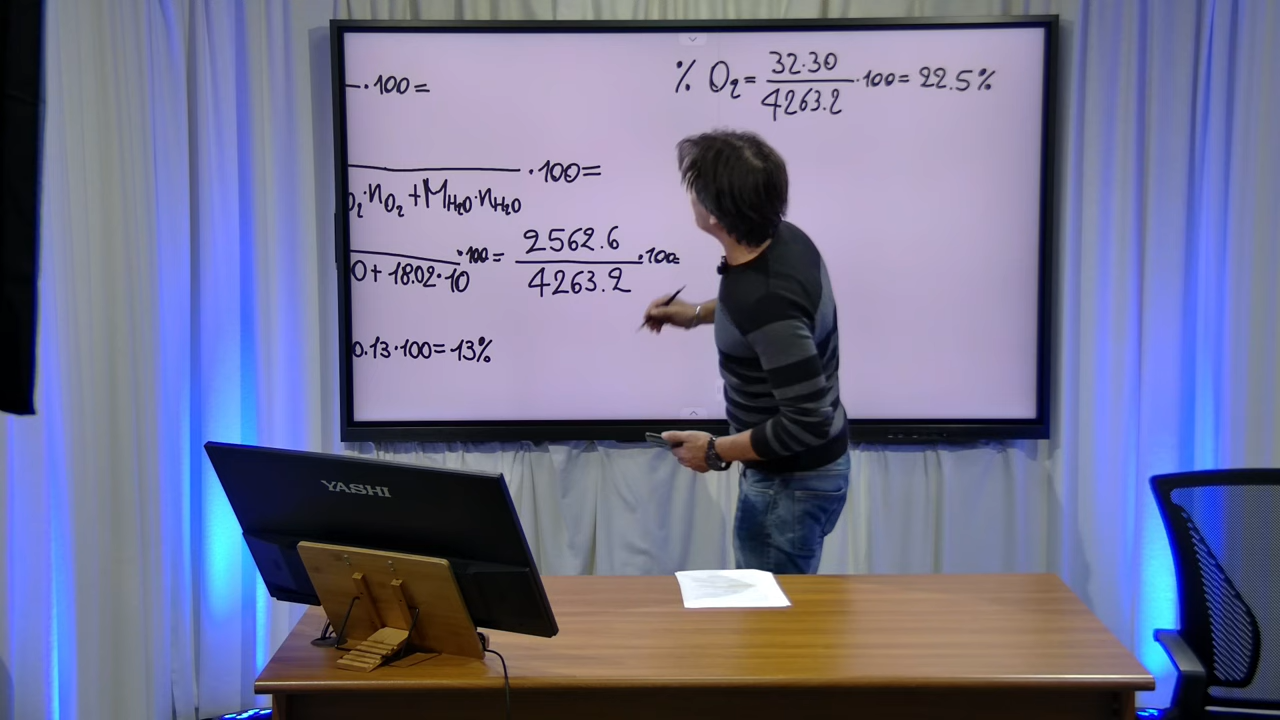 — · 100 =
% O₂ = 32·30 / 4263.2 · 100 = 22.5%
———— · 100 =
₂·n_O₂ + M_H₂O·n_H₂O
———— · 100 = 2562.6 / 4263.2 · 100 =
0 + 18.02·10
0.13·100 = 13%
YASHI